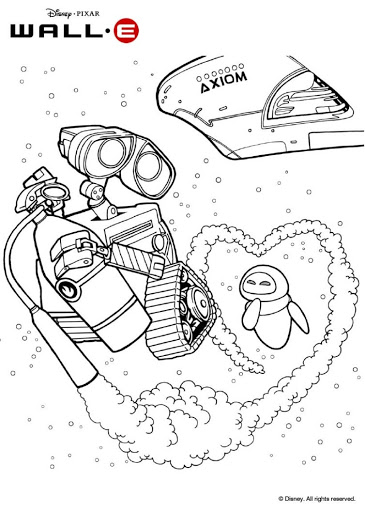 Disney · PIXAR
WALL·E
AXIOM
© Disney. All rights reserved.